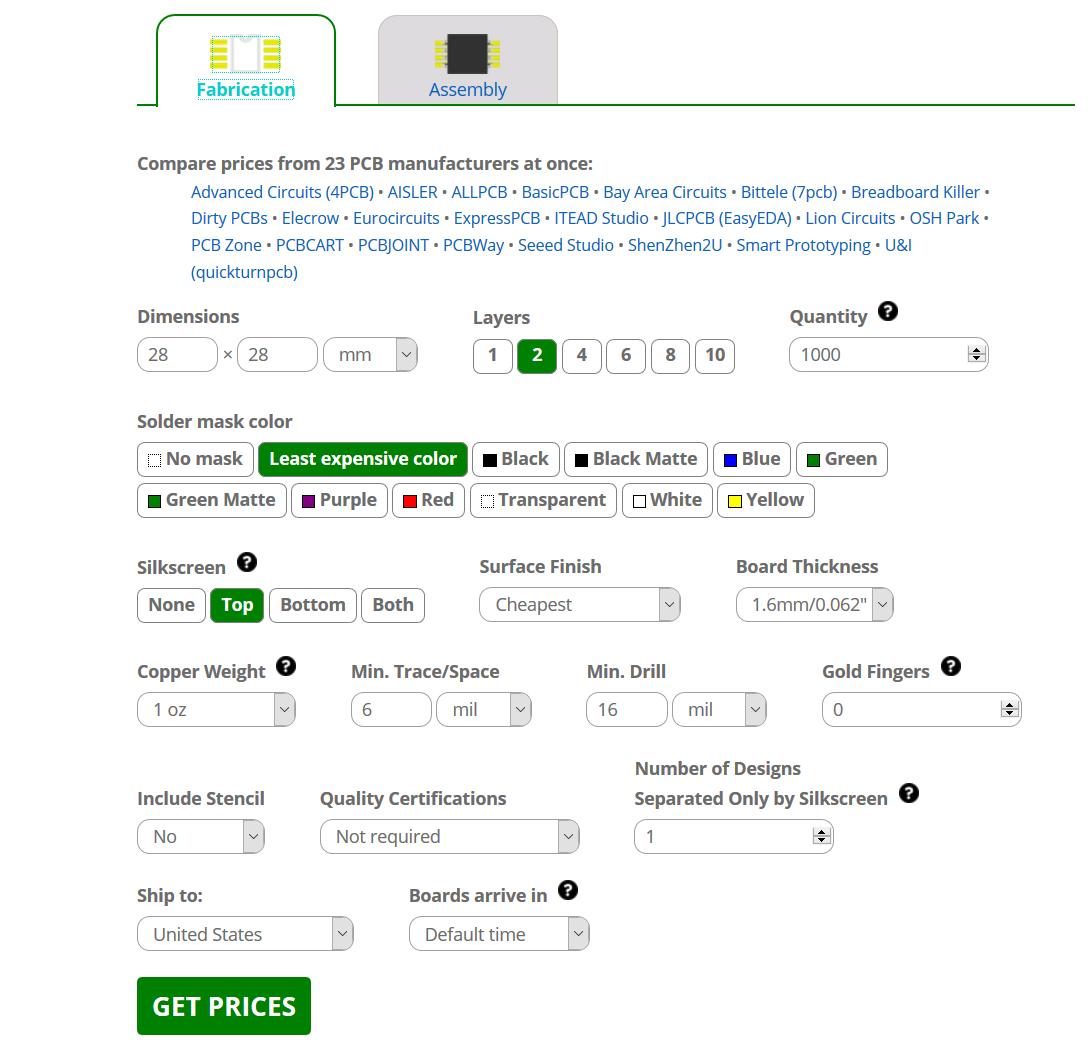 Fabrication
Assembly
Compare prices from 23 PCB manufacturers at once:
Advanced Circuits (4PCB) • AISLER • ALLPCB • BasicPCB • Bay Area Circuits • Bittele (7pcb) • Breadboard Killer •
Dirty PCBs • Elecrow • Eurocircuits • ExpressPCB • ITEAD Studio • JLCPCB (EasyEDA) • Lion Circuits • OSH Park •
PCB Zone • PCBCART • PCBJOINT • PCBWay • Seeed Studio • ShenZhen2U • Smart Prototyping • U&I
(quickturnpcb)
Dimensions Layers Quantity ?
28 × 28 mm 1 2 4 6 8 10 1000
Solder mask color
No mask Least expensive color Black Black Matte Blue Green
Green Matte Purple Red Transparent White Yellow
Silkscreen ? Surface Finish Board Thickness
None Top Bottom Both Cheapest 1.6mm/0.062"
Copper Weight ? Min. Trace/Space Min. Drill Gold Fingers ?
1 oz 6 mil 16 mil 0
Number of Designs
Include Stencil Quality Certifications Separated Only by Silkscreen ?
No Not required 1
Ship to: Boards arrive in ?
United States Default time
GET PRICES